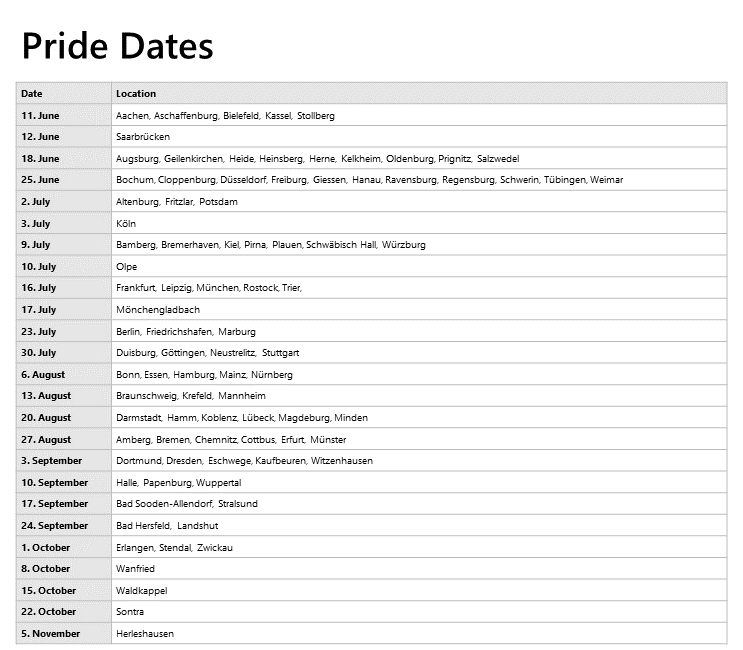 Pride Dates
Date Location
11. June Aachen, Aschaffenburg, Bielefeld, Kassel, Stollberg
12. June Saarbrücken
18. June Augsburg, Geilenkirchen, Heide, Heinsberg, Herne, Kelkheim, Oldenburg, Prignitz, Salzwedel
25. June Bochum, Cloppenburg, Düsseldorf, Freiburg, Giessen, Hanau, Ravensburg, Regensburg, Schwerin, Tübingen, Weimar
2. July Altenburg, Fritzlar, Potsdam
3. July Köln
9. July Bamberg, Bremerhaven, Kiel, Pirna, Plauen, Schwäbisch Hall, Würzburg
10. July Olpe
16. July Frankfurt, Leipzig, München, Rostock, Trier,
17. July Mönchengladbach
23. July Berlin, Friedrichshafen, Marburg
30. July Duisburg, Göttingen, Neustrelitz, Stuttgart
6. August Bonn, Essen, Hamburg, Mainz, Nürnberg
13. August Braunschweig, Krefeld, Mannheim
20. August Darmstadt, Hamm, Koblenz, Lübeck, Magdeburg, Minden
27. August Amberg, Bremen, Chemnitz, Cottbus, Erfurt, Münster
3. September Dortmund, Dresden, Eschwege, Kaufbeuren, Witzenhausen
10. September Halle, Papenburg, Wuppertal
17. September Bad Sooden-Allendorf, Stralsund
24. September Bad Hersfeld, Landshut
1. October Erlangen, Stendal, Zwickau
8. October Wanfried
15. October Waldkappel
22. October Sontra
5. November Herleshausen